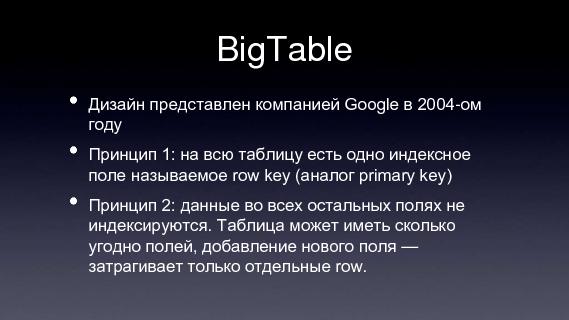 BigTable
• Дизайн представлен компанией Google в 2004-ом
году
• Принцип 1: на всю таблицу есть одно индексное
поле называемое row key (аналог primary key)
• Принцип 2: данные во всех остальных полях не
индексируются. Таблица может иметь сколько
угодно полей, добавление нового поля —
затрагивает только отдельные row.